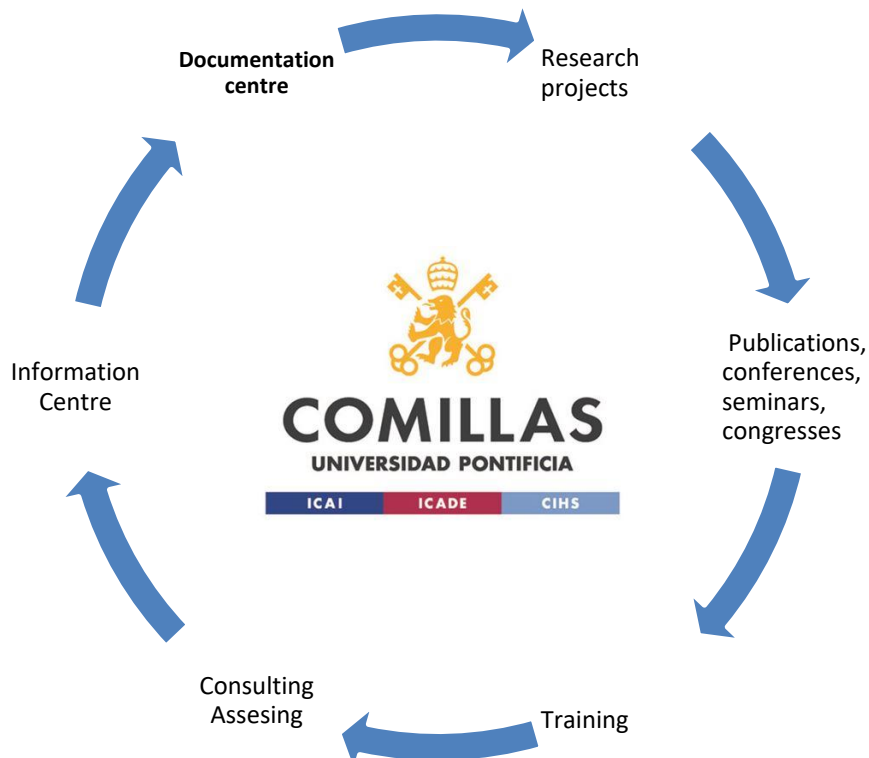 Documentation
centre
Research
projects
Publications,
conferences,
seminars,
congresses
Training
Consulting
Assesing
Information
Centre
COMILLAS
UNIVERSIDAD PONTIFICIA
ICAI ICADE CIHS